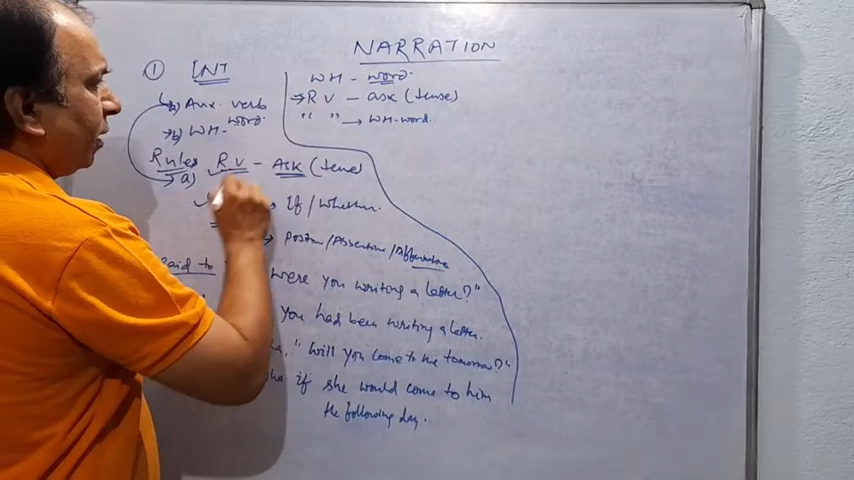 NARRATION
① INT
a) Aux. verb
→b) WH-word
Rules R.V - Ask (tense)
a)
→ If / Whether.
→ Positive / Assertive / Affirmative
said to were you writing a letter?"
you had been writing a letter.
"will you come to me tomorrow?"
she if she would come to him
the following day.
WH - word.
⇒ R V - ask (tense)
" " → WH-word.